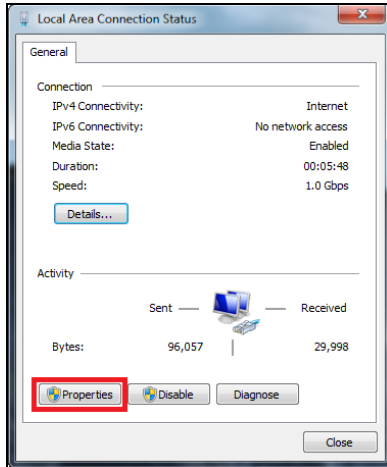 Local Area Connection Status
General
Connection
IPv4 Connectivity: Internet
IPv6 Connectivity: No network access
Media State: Enabled
Duration: 00:05:48
Speed: 1.0 Gbps
Details...
Activity
Sent Received
Bytes: 96,057 29,998
Properties Disable Diagnose
Close